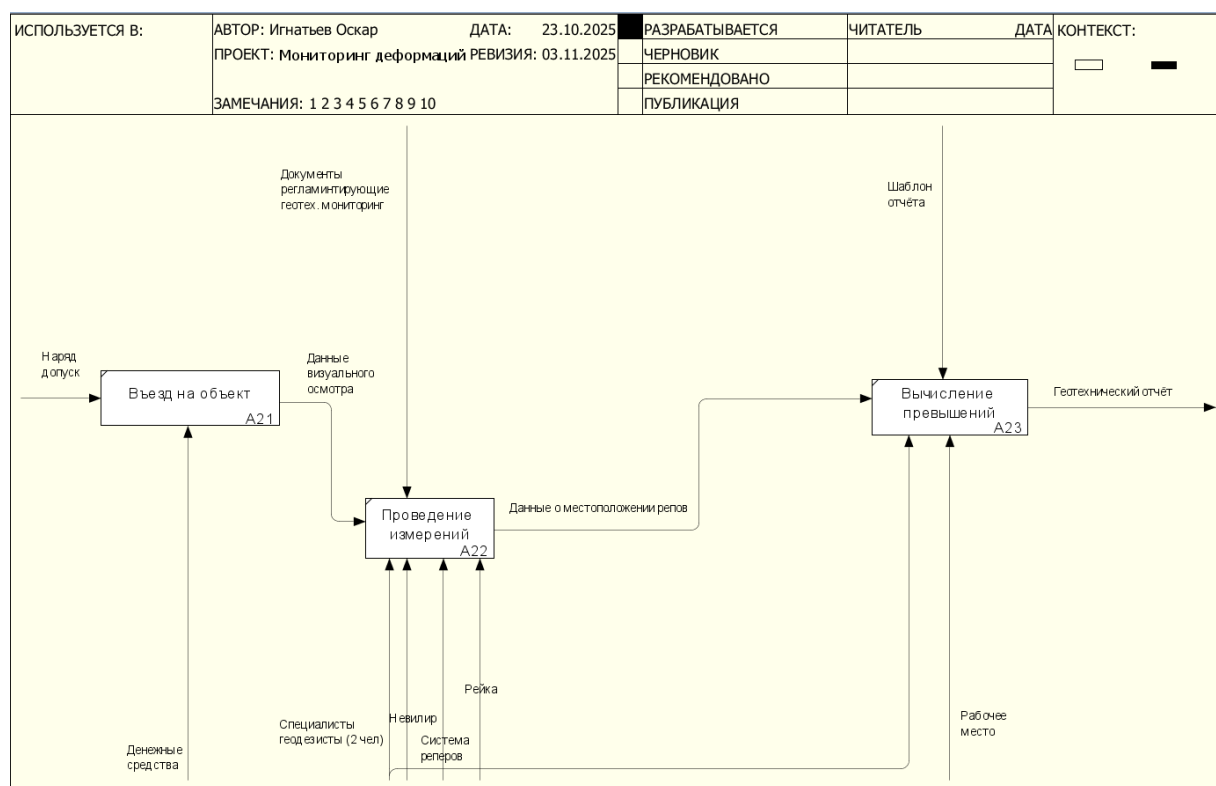 ИСПОЛЬЗУЕТСЯ В:
АВТОР: Игнатьев Оскар
ДАТА: 23.10.2025
ПРОЕКТ: Мониторинг деформаций
РЕВИЗИЯ: 03.11.2025
ЗАМЕЧАНИЯ: 1 2 3 4 5 6 7 8 9 10
РАЗРАБАТЫВАЕТСЯ
ЧЕРНОВИК
РЕКОМЕНДОВАНО
ПУБЛИКАЦИЯ
ЧИТАТЕЛЬ
ДАТА
КОНТЕКСТ:
Документы
регламинтирующие
геотех. мониторинг
Шаблон
отчёта
Наряд
допуск
Въезд на объект
A21
Данные
визуального
осмотра
Вычисление
превышений
A23
Геотехнический отчёт
Проведение
измерений
A22
Данные о местоположении репов
Рейка
Специалисты
геодезисты (2 чел)
Невилир
Система
реперов
Рабочее
место
Денежные
средства